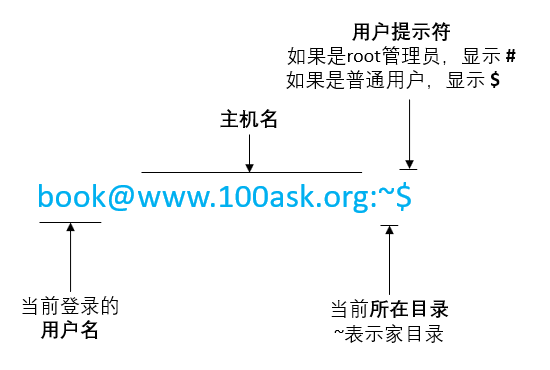 用户提示符
如果是root管理员，显示 #
如果是普通用户，显示 $
主机名
book@www.100ask.org:~$
当前登录的
用户名
当前所在目录
~表示家目录